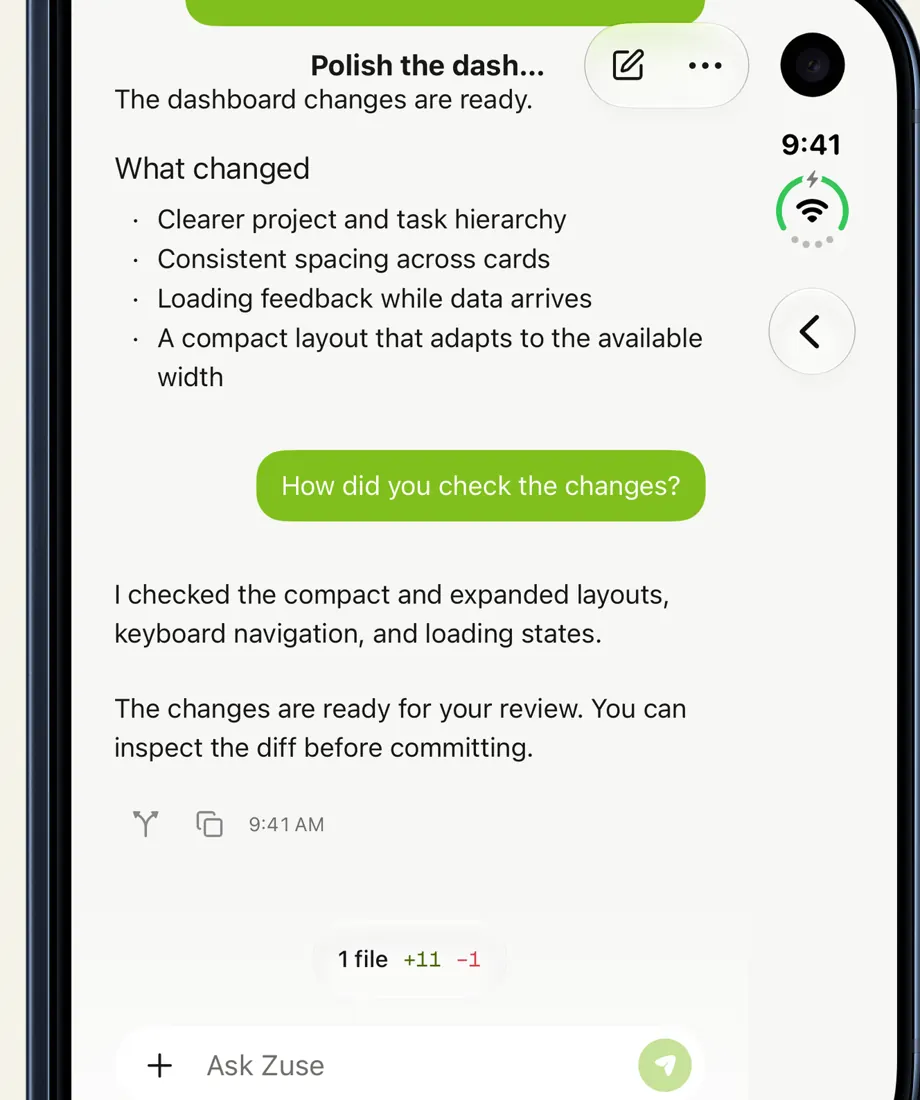 Polish the dash...
9:41
The dashboard changes are ready.
What changed
· Clearer project and task hierarchy
· Consistent spacing across cards
· Loading feedback while data arrives
· A compact layout that adapts to the available
width
How did you check the changes?
I checked the compact and expanded layouts,
keyboard navigation, and loading states.
The changes are ready for your review. You can
inspect the diff before committing.
9:41 AM
1 file +11 −1
Ask Zuse